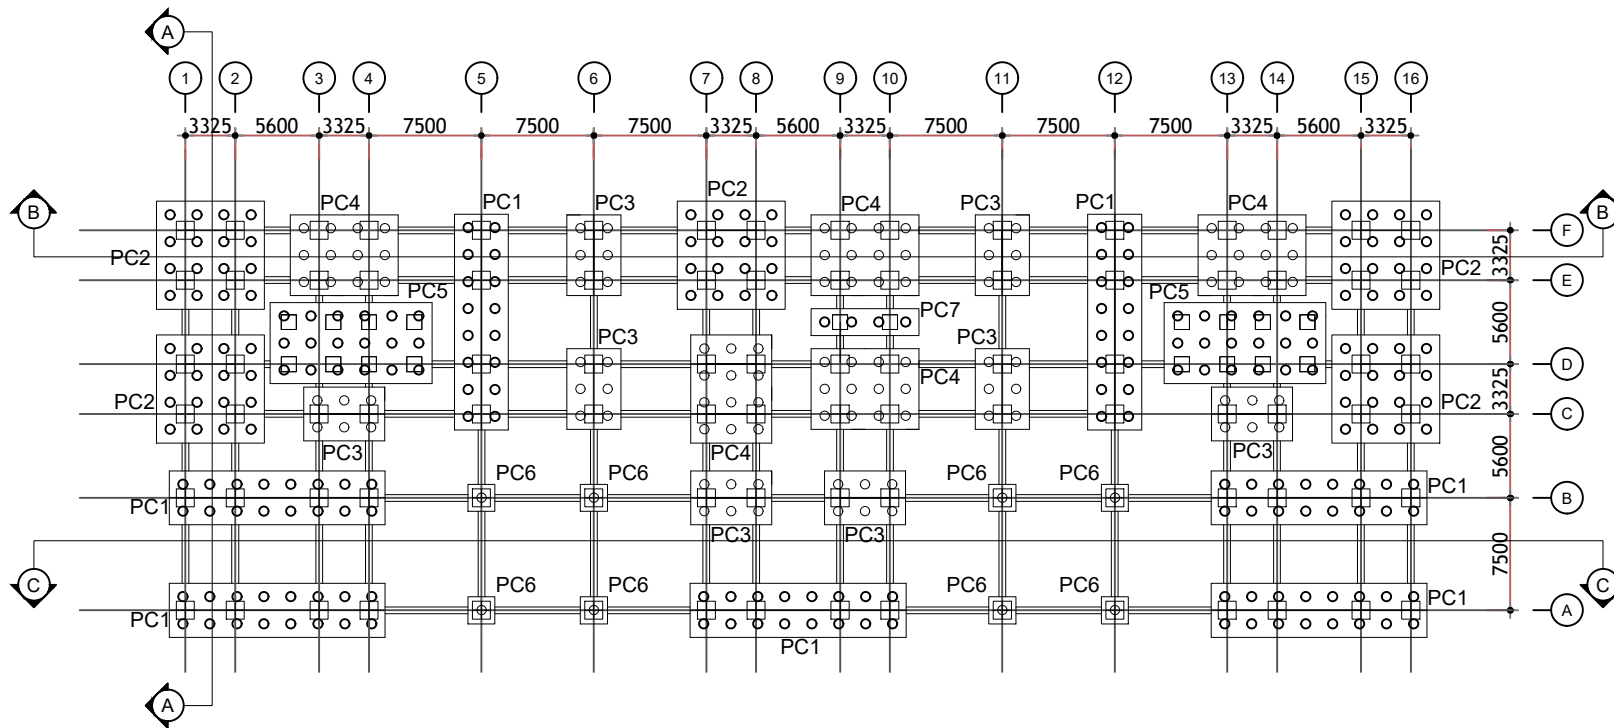 A
1 2 3 4 5 6 7 8 9 10 11 12 13 14 15 16
3325 5600 3325 7500 7500 7500 3325 5600 3325 7500 7500 7500 3325 5600 3325
PC4 PC1 PC3 PC2 PC4 PC3 PC1 PC4
B B
F
3325
PC2 PC2
E
PC5 PC5
PC7
5600
PC3 PC3
D
PC4
3325
PC2 PC2
C
PC3 PC4 PC3
5600
PC6 PC6 PC6 PC6
PC1 PC1
B
PC3 PC3
7500
C C
PC6 PC6 PC6 PC6
PC1 PC1
A
PC1
A